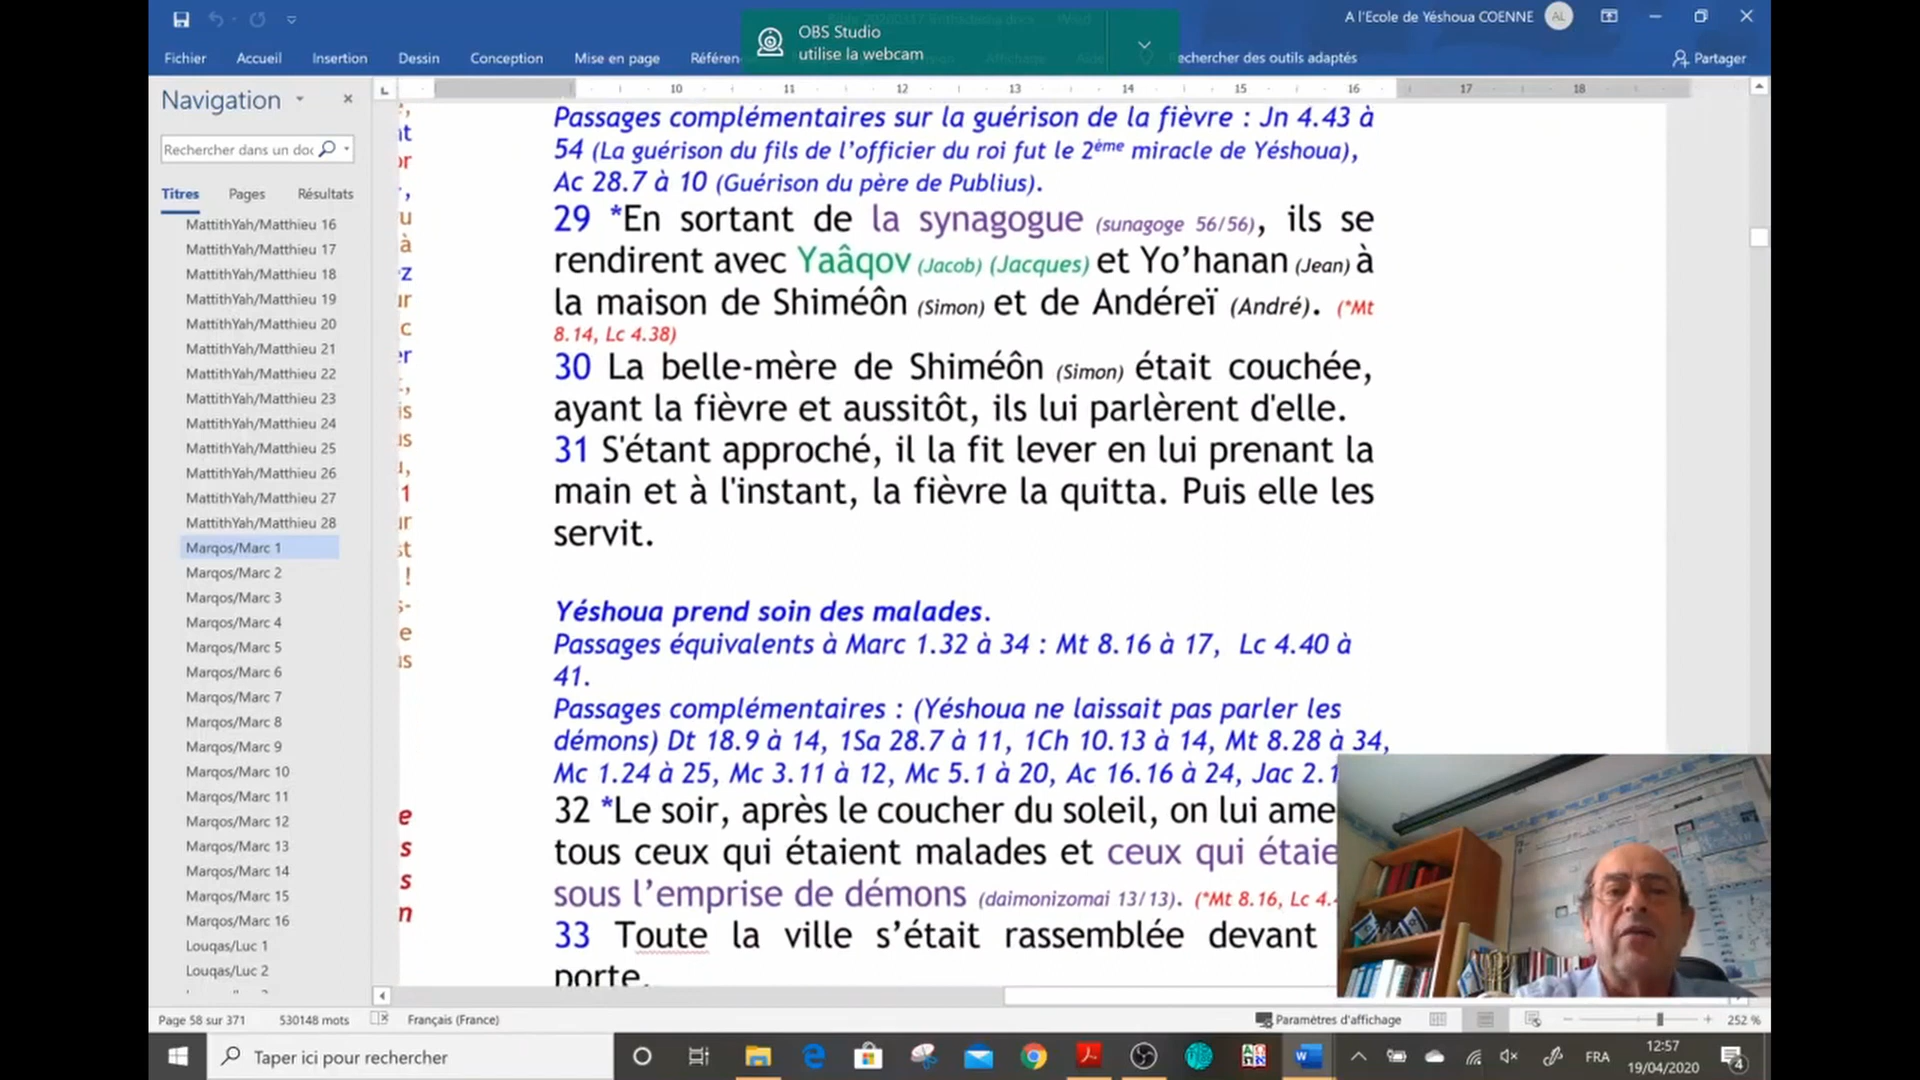 A l'Ecole de Yéshoua COENNE
AL
OBS Studio
utilise la webcam
Fichier
Accueil
Insertion
Dessin
Conception
Mise en page
Référen
Rechercher des outils adaptés
Partager
Navigation
Rechercher dans un doc
Titres
Pages
Résultats
MattithYah/Matthieu 16
MattithYah/Matthieu 17
MattithYah/Matthieu 18
MattithYah/Matthieu 19
MattithYah/Matthieu 20
MattithYah/Matthieu 21
MattithYah/Matthieu 22
MattithYah/Matthieu 23
MattithYah/Matthieu 24
MattithYah/Matthieu 25
MattithYah/Matthieu 26
MattithYah/Matthieu 27
MattithYah/Matthieu 28
Marqos/Marc 1
Marqos/Marc 2
Marqos/Marc 3
Marqos/Marc 4
Marqos/Marc 5
Marqos/Marc 6
Marqos/Marc 7
Marqos/Marc 8
Marqos/Marc 9
Marqos/Marc 10
Marqos/Marc 11
Marqos/Marc 12
Marqos/Marc 13
Marqos/Marc 14
Marqos/Marc 15
Marqos/Marc 16
Louqas/Luc 1
Louqas/Luc 2
10 11 12 13 14 15 16 17 18
Passages complémentaires sur la guérison de la fièvre : Jn 4.43 à
54 (La guérison du fils de l’officier du roi fut le 2ème miracle de Yéshoua),
Ac 28.7 à 10 (Guérison du père de Publius).
29 *En sortant de la synagogue (sunagoge 56/56), ils se
rendirent avec Yaâqov (Jacob) (Jacques) et Yo’hanan (Jean) à
la maison de Shiméôn (Simon) et de Andéreï (André). (*Mt
8.14, Lc 4.38)
30 La belle-mère de Shiméôn (Simon) était couchée,
ayant la fièvre et aussitôt, ils lui parlèrent d'elle.
31 S'étant approché, il la fit lever en lui prenant la
main et à l'instant, la fièvre la quitta. Puis elle les
servit.
Yéshoua prend soin des malades.
Passages équivalents à Marc 1.32 à 34 : Mt 8.16 à 17, Lc 4.40 à
41.
Passages complémentaires : (Yéshoua ne laissait pas parler les
démons) Dt 18.9 à 14, 1Sa 28.7 à 11, 1Ch 10.13 à 14, Mt 8.28 à 34,
Mc 1.24 à 25, Mc 3.11 à 12, Mc 5.1 à 20, Ac 16.16 à 24, Jac 2.1
32 *Le soir, après le coucher du soleil, on lui ame
tous ceux qui étaient malades et ceux qui étaie
sous l’emprise de démons (daimonizomai 13/13). (*Mt 8.16, Lc 4.
33 Toute la ville s’était rassemblée devant
porte.
Page 58 sur 371
530148 mots
Français (France)
Paramètres d'affichage
252 %
Taper ici pour rechercher
FRA
12:57
19/04/2020
4